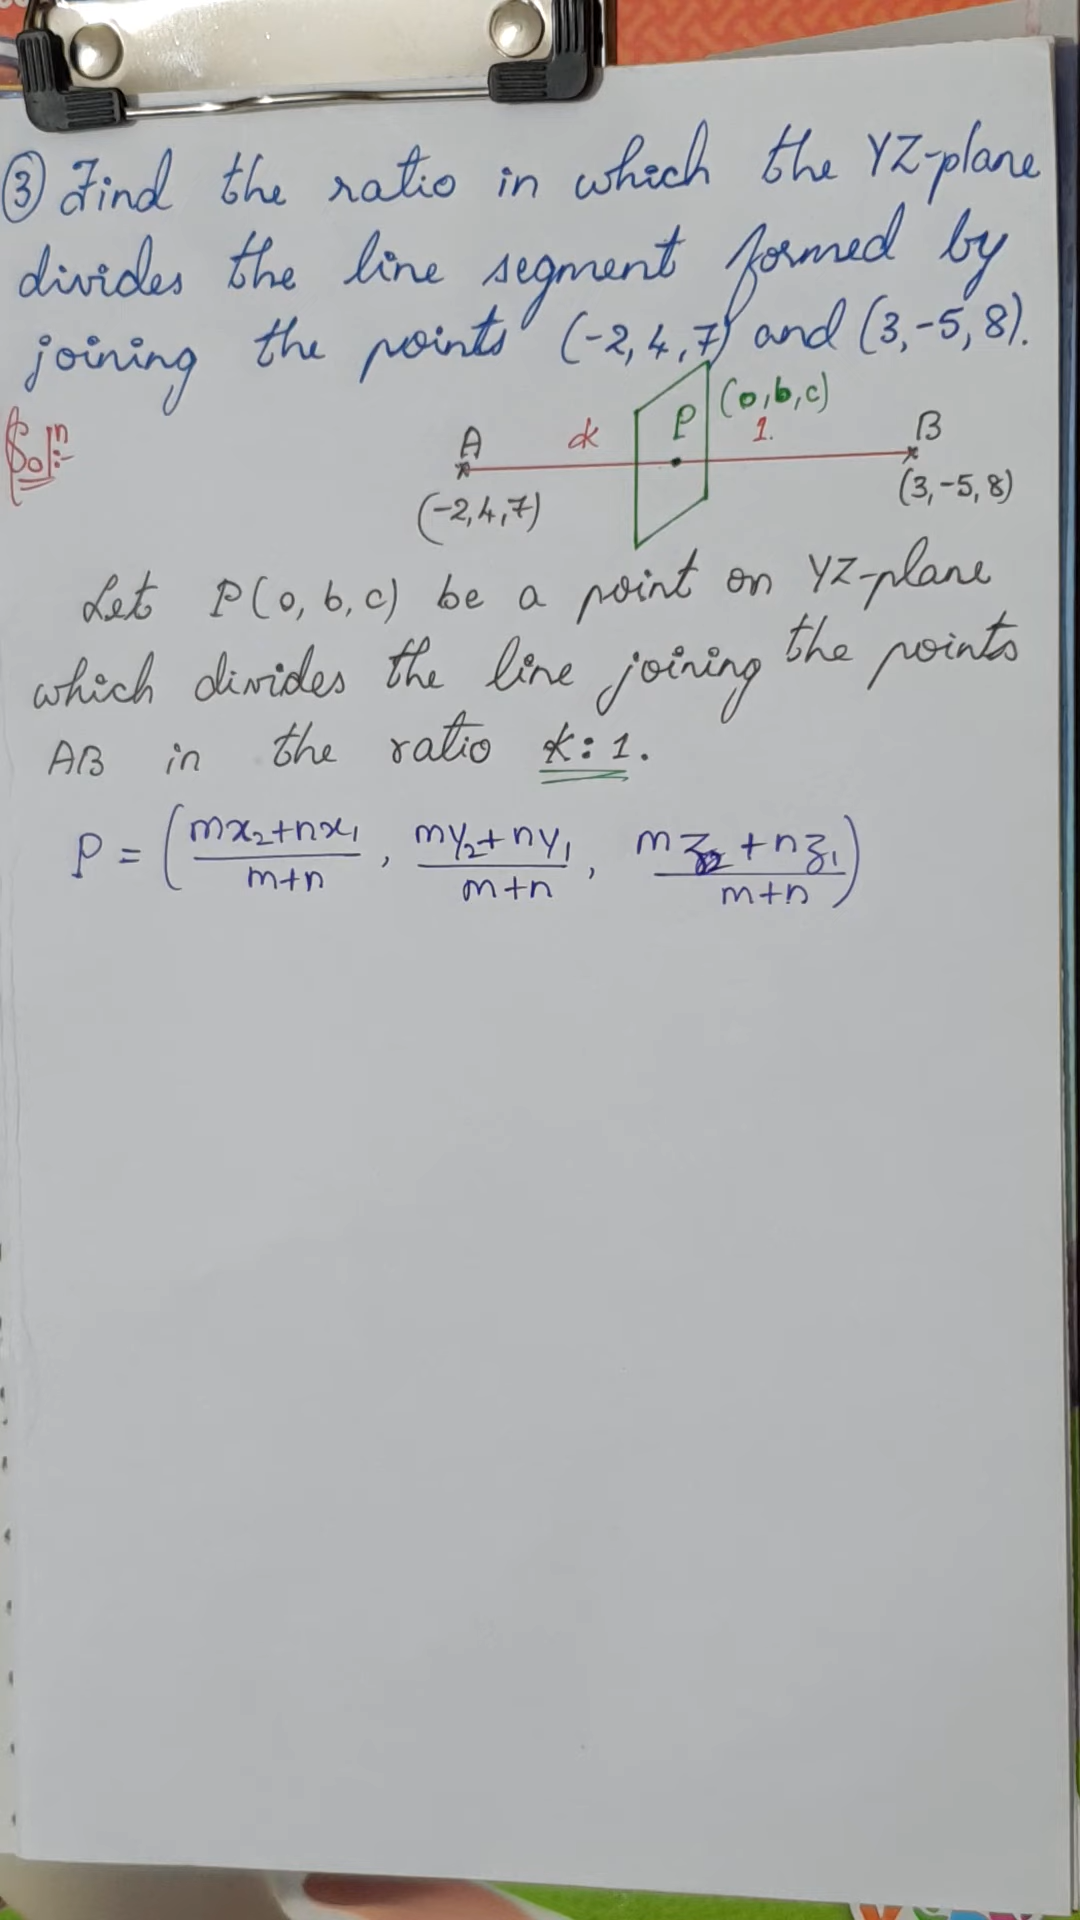 ③ Find the ratio in which the YZ-plane
divides the line segment formed by
joining the points (-2,4,7) and (3,-5,8).
Solⁿ:-
A k P (0,b,c) 1. B
(-2,4,7) (3,-5,8)
Let P(0,b,c) be a point on YZ-plane
which divides the line joining the points
AB in the ratio k:1.
P = ( mx₂+nx₁ / m+n , my₂+ny₁ / m+n , mz₂+nz₁ / m+n )